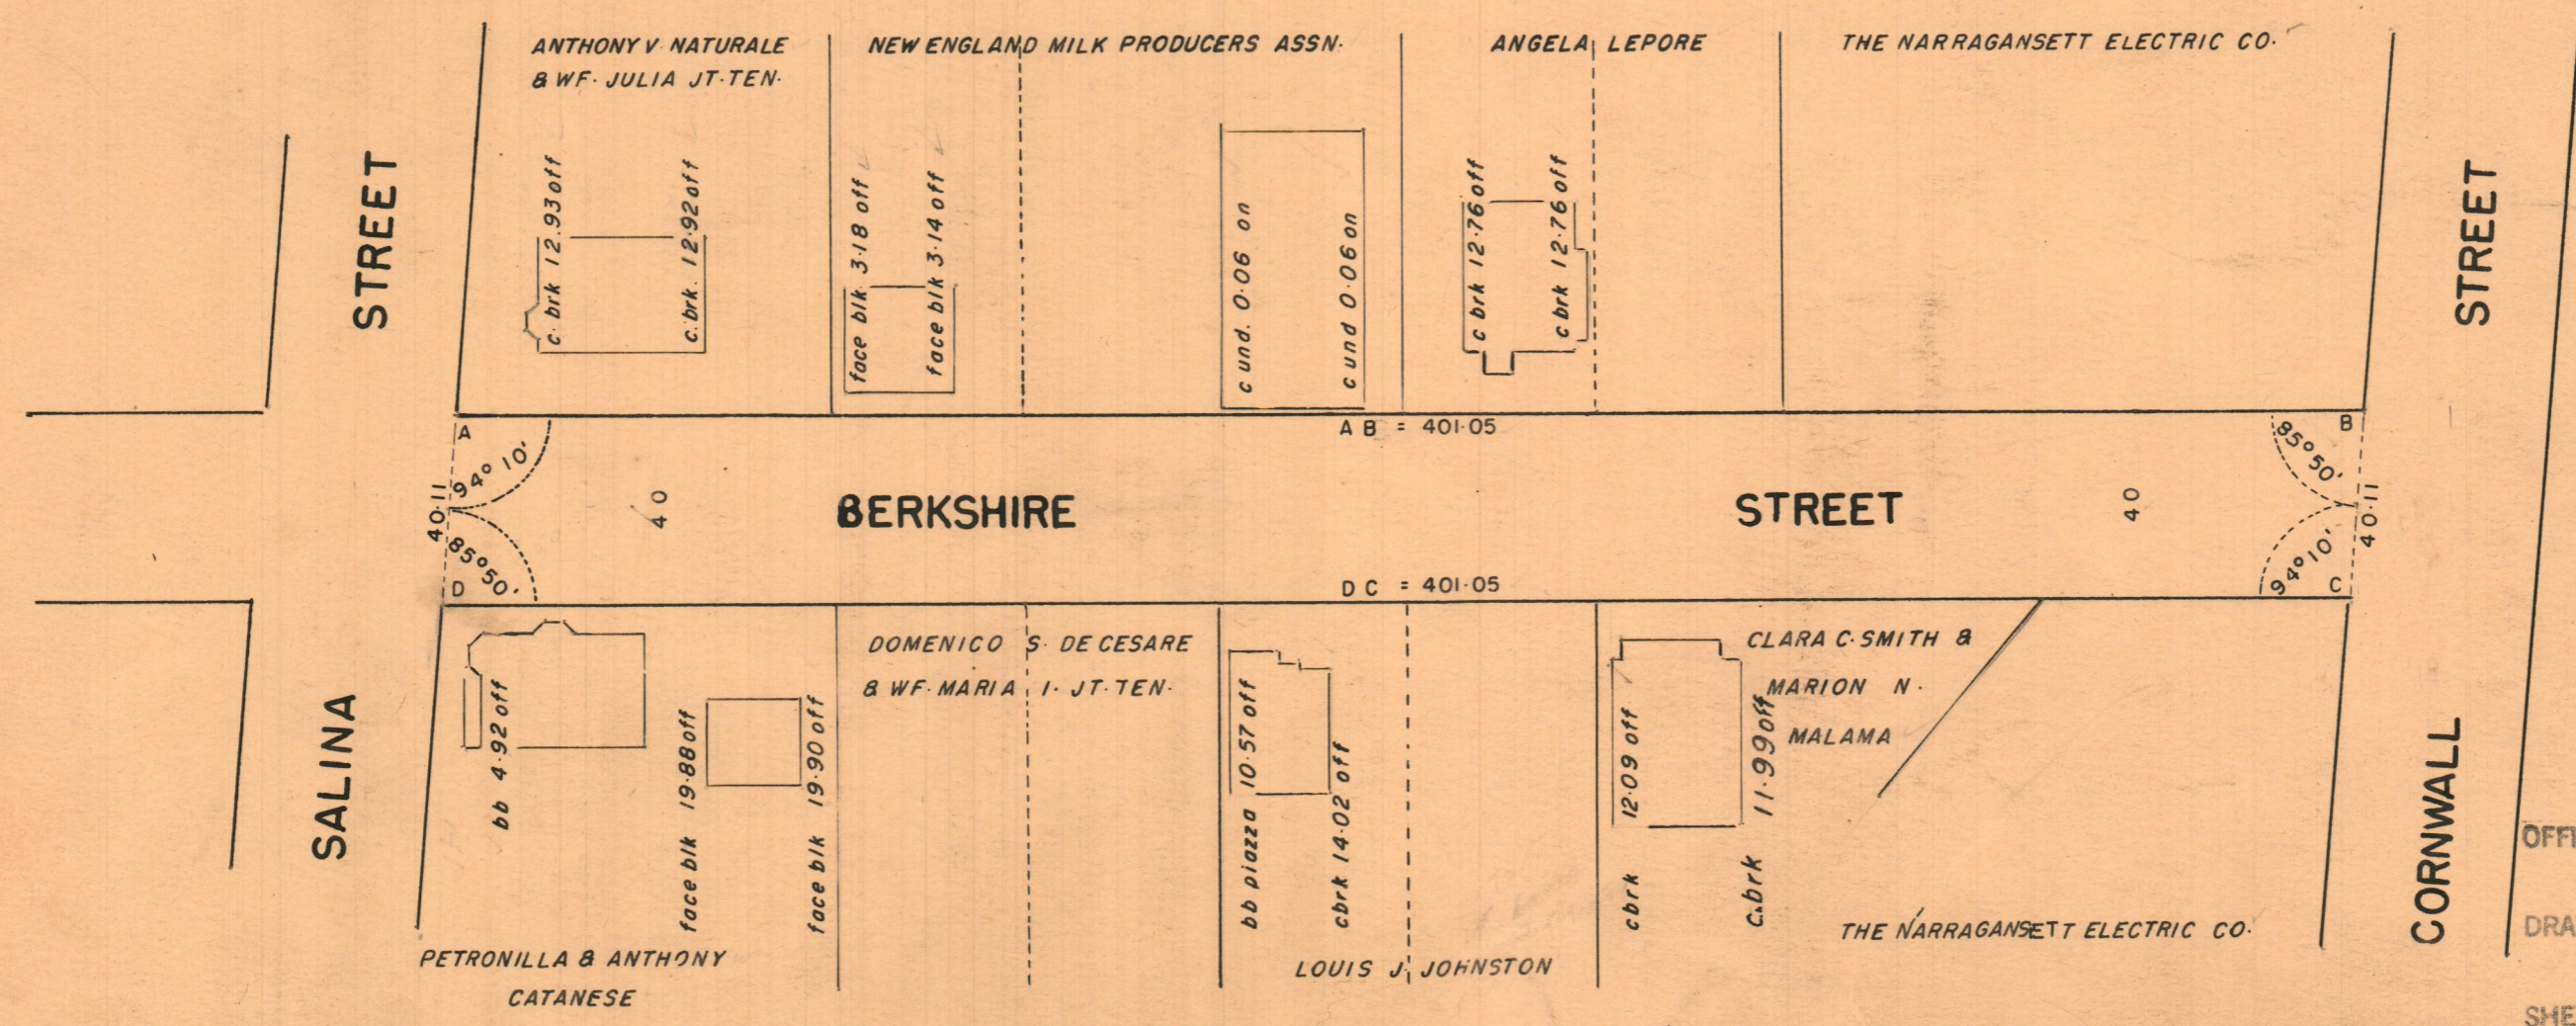 ANTHONY V. NATURALE
& WF. JULIA JT. TEN.
NEW ENGLAND MILK PRODUCERS ASSN.
ANGELA LEPORE
THE NARRAGANSETT ELECTRIC CO.
STREET
c. brk 12.93 off
c. brk. 12.92 off
face blk 3.18 off
face blk 3.14 off
c und. 0.06 on
c und 0.06 on
c brk 12.76 off
c brk 12.76 off
STREET
A
AB = 401.05
B
94° 10'
85° 50'
40.11
40
BERKSHIRE
STREET
40
40.11
85° 50'
94° 10'
D
DC = 401.05
C
SALINA
bb 4.92 off
face blk 19.88 off
face blk 19.90 off
DOMENICO S. DE CESARE
& WF. MARIA I. JT. TEN.
bb piazza 10.57 off
cbrk 14.02 off
cbrk 12.09 off
c.brk 11.99 off
CLARA C. SMITH &
MARION N.
MALAMA
CORNWALL
PETRONILLA & ANTHONY
CATANESE
LOUIS J. JOHNSTON
THE NARRAGANSETT ELECTRIC CO.
OFFI
DRA
SHE